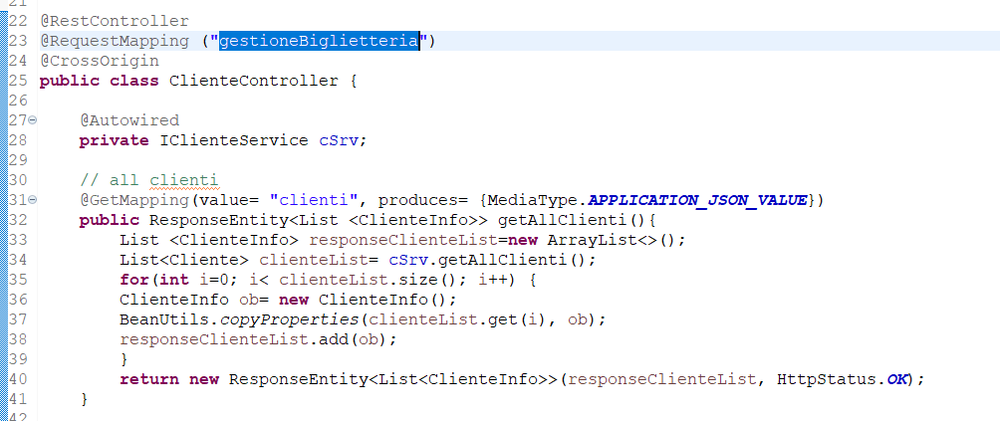 21
22 @RestController
23 @RequestMapping ("gestioneBiglietteria")
24 @CrossOrigin
25 public class ClienteController {
26
27 @Autowired
28 private IClienteService cSrv;
29
30 // all clienti
31 @GetMapping(value= "clienti", produces= {MediaType.APPLICATION_JSON_VALUE})
32 public ResponseEntity<List <ClienteInfo>> getAllClienti(){
33 List <ClienteInfo> responseClienteList=new ArrayList<>();
34 List<Cliente> clienteList= cSrv.getAllClienti();
35 for(int i=0; i< clienteList.size(); i++) {
36 ClienteInfo ob= new ClienteInfo();
37 BeanUtils.copyProperties(clienteList.get(i), ob);
38 responseClienteList.add(ob);
39 }
40 return new ResponseEntity<List<ClienteInfo>>(responseClienteList, HttpStatus.OK);
41 }
42